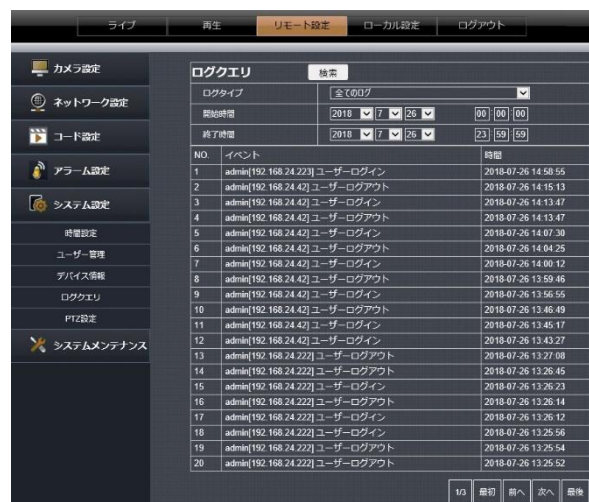 ライブ 再生 リモート設定 ローカル設定 ログアウト
カメラ設定
ネットワーク設定
コード設定
アラーム設定
システム設定
時間設定
ユーザー管理
デバイス情報
ログクエリ
PTZ設定
システムメンテナンス
ログクエリ 検索
ログタイプ 全てのログ
開始時間 2018 7 26 00 : 00 : 00
終了時間 2018 7 26 23 : 59 : 59
NO. イベント 時間
1 admin[192.168.24.223] ユーザーログイン 2018-07-26 14:58:55
2 admin[192.168.24.42] ユーザーログアウト 2018-07-26 14:15:13
3 admin[192.168.24.42] ユーザーログイン 2018-07-26 14:13:47
4 admin[192.168.24.42] ユーザーログアウト 2018-07-26 14:13:47
5 admin[192.168.24.42] ユーザーログイン 2018-07-26 14:07:30
6 admin[192.168.24.42] ユーザーログアウト 2018-07-26 14:04:25
7 admin[192.168.24.42] ユーザーログイン 2018-07-26 14:00:12
8 admin[192.168.24.42] ユーザーログアウト 2018-07-26 13:59:46
9 admin[192.168.24.42] ユーザーログイン 2018-07-26 13:56:55
10 admin[192.168.24.42] ユーザーログアウト 2018-07-26 13:46:49
11 admin[192.168.24.42] ユーザーログイン 2018-07-26 13:45:17
12 admin[192.168.24.42] ユーザーログイン 2018-07-26 13:43:27
13 admin[192.168.24.222] ユーザーログアウト 2018-07-26 13:27:08
14 admin[192.168.24.222] ユーザーログアウト 2018-07-26 13:26:45
15 admin[192.168.24.222] ユーザーログイン 2018-07-26 13:26:23
16 admin[192.168.24.222] ユーザーログアウト 2018-07-26 13:26:14
17 admin[192.168.24.222] ユーザーログイン 2018-07-26 13:26:12
18 admin[192.168.24.222] ユーザーログイン 2018-07-26 13:25:56
19 admin[192.168.24.222] ユーザーログアウト 2018-07-26 13:25:54
20 admin[192.168.24.222] ユーザーログアウト 2018-07-26 13:25:52
1/3 最初 前へ 次へ 最後